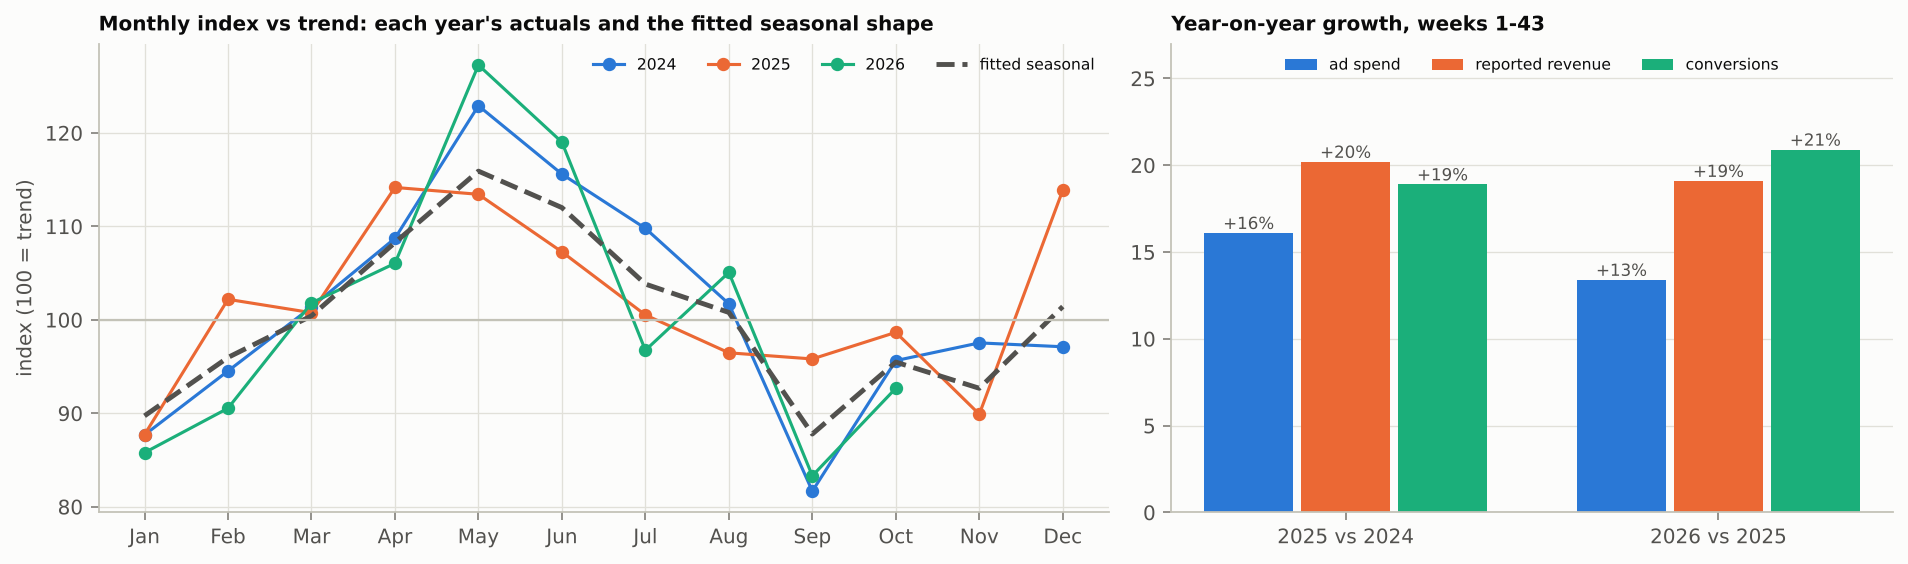 Monthly index vs trend: each year's actuals and the fitted seasonal shape
2024 2025 2026 fitted seasonal
index (100 = trend)
120
110
100
90
80
Jan Feb Mar Apr May Jun Jul Aug Sep Oct Nov Dec
Year-on-year growth, weeks 1-43
ad spend reported revenue conversions
25
20
15
10
5
0
+16%
+20%
+19%
+13%
+19%
+21%
2025 vs 2024 2026 vs 2025